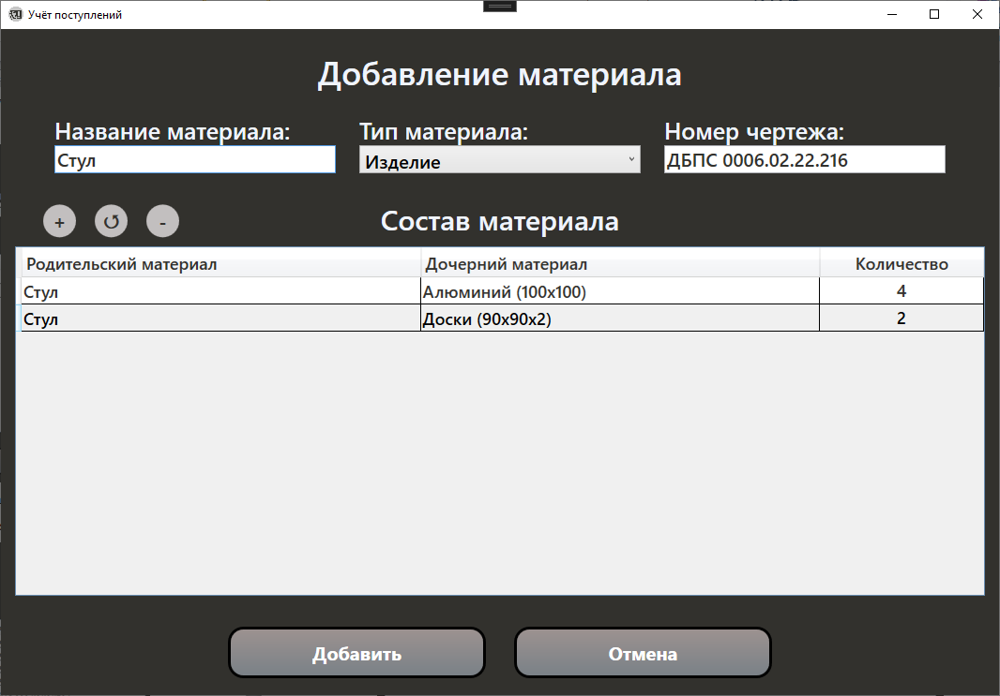 Учёт поступлений
Добавление материала
Название материала: Тип материала: Номер чертежа:
Стул Изделие ДБПС 0006.02.22.216
+ ↺ - Состав материала
Родительский материал Дочерний материал Количество
Стул Алюминий (100x100) 4
Стул Доски (90x90x2) 2
Добавить Отмена